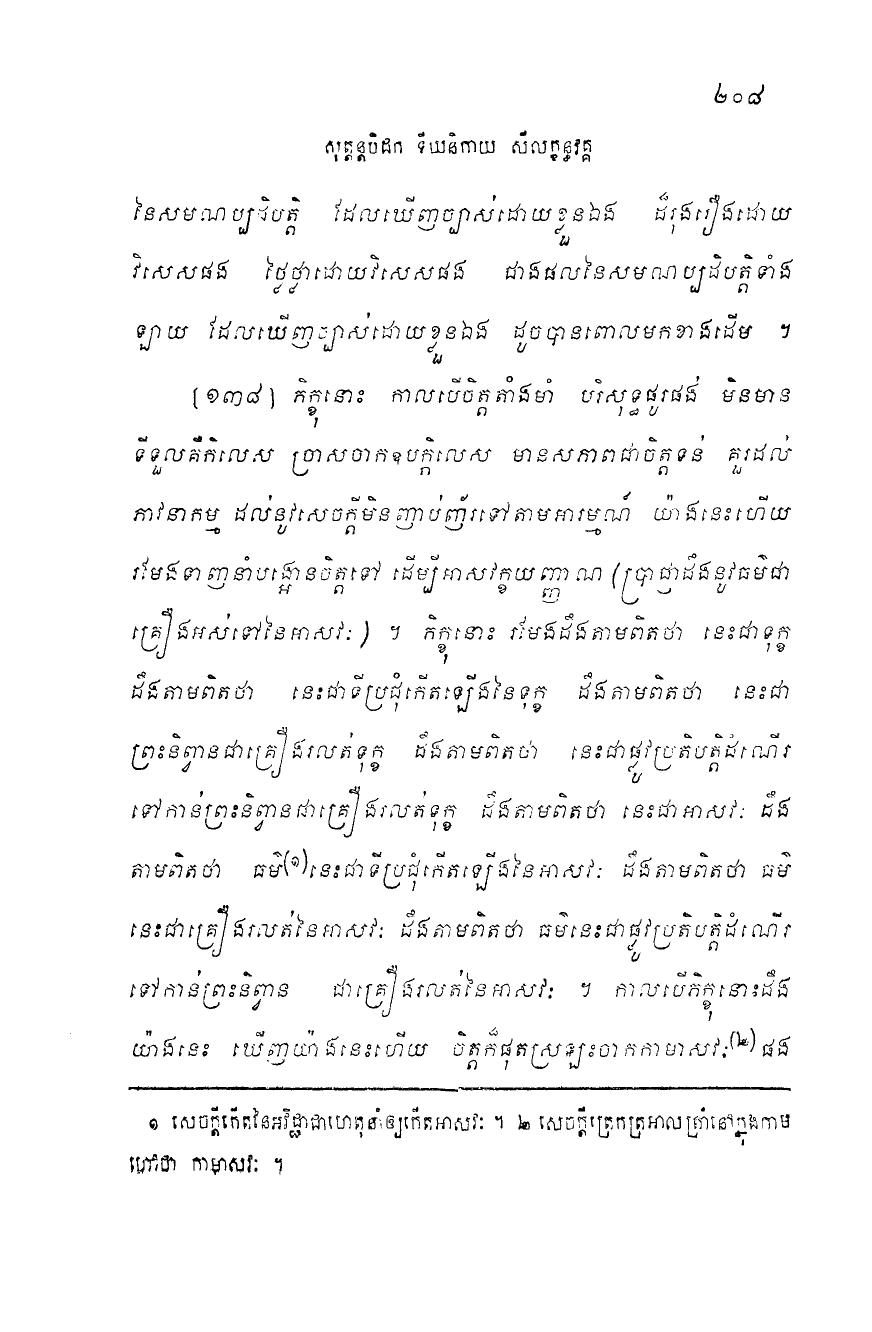 ២០៨
សុត្តន្តបិដក ទីឃនិកាយ សីលក្ខន្ធវគ្គ
នៃសមណប្បដិបត្តិ ដែលឃើញច្បាស់ដោយខ្លួនឯង ដ៏រុងរឿងដោយ
វិសេសផង ថ្លៃថ្លាដោយវិសេសផង ជាងផលនៃសមណប្បដិបត្តិទាំង
ឡាយ ដែលឃើញច្បាស់ដោយខ្លួនឯង ដូចបានពោលមកខាងដើម ។
[១៣៨] ភិក្ខុនោះ កាលបើចិត្តតាំងមាំ បរិសុទ្ធផូរផង់ មិនមាន
ទីទួលគឺកិលេស ប្រាសចាកឧបក្កិលេស មានសភាពជាចិត្តទន់ គួរដល់
ភាវនាកម្ម ដល់នូវសេចក្តីមិនញាប់ញ័រទៅតាមអារម្មណ៍ យ៉ាងនេះហើយ
រមែងទាញនាំបង្អោនចិត្តទៅ ដើម្បីអាសវក្ខយញ្ញាណ (ប្រាជ្ញាដឹងនូវធម៌ជា
គ្រឿងអស់ទៅនៃអាសវៈ) ។ ភិក្ខុនោះ រមែងដឹងតាមពិតថា នេះជាទុក្ខ
ដឹងតាមពិតថា នេះជាទីប្រជុំកើតឡើងនៃទុក្ខ ដឹងតាមពិតថា នេះជា
ព្រះនិព្វានជាគ្រឿងរលត់ទុក្ខ ដឹងតាមពិតថា នេះជាផ្លូវប្រតិបត្តិដំណើរ
ទៅកាន់ព្រះនិព្វានជាគ្រឿងរលត់ទុក្ខ ដឹងតាមពិតថា នេះជាអាសវៈ ដឹង
តាមពិតថា ធម៌(១)នេះជាទីប្រជុំកើតឡើងនៃអាសវៈ ដឹងតាមពិតថា ធម៌
នេះជាគ្រឿងរលត់នៃអាសវៈ ដឹងតាមពិតថា ធម៌នេះជាផ្លូវប្រតិបត្តិដំណើរ
ទៅកាន់ព្រះនិព្វាន ជាគ្រឿងរលត់នៃអាសវៈ ។ កាលបើភិក្ខុនោះដឹង
យ៉ាងនេះ ឃើញយ៉ាងនេះហើយ ចិត្តក៏ផុតស្រឡះចាកកាមាសវៈ(២)ផង
១ សេចក្តីកើតនៃអវិជ្ជាជាហេតុនាំឲ្យកើតអាសវៈ ។ ២ សេចក្តីត្រេកត្រអាលត្រាំនៅក្នុងកាម
ហៅថា កាមាសវៈ ។